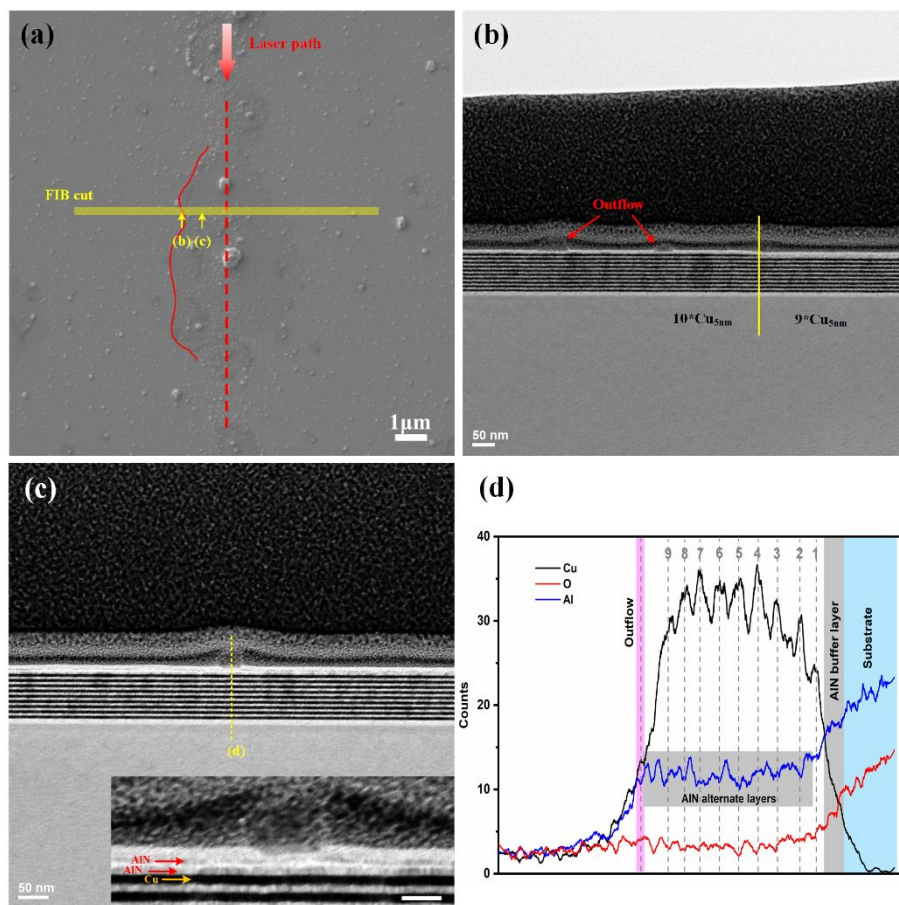 (a)
Laser path
FIB cut
(b) (c)
1μm
(b)
Outflow
10*Cu5nm
9*Cu5nm
50 nm
(c)
(d)
AlN
AlN
Cu
50 nm
(d)
40
30
20
10
0
Counts
Cu
O
Al
Outflow
9 8 7 6 5 4 3 2 1
AlN buffer layer
Substrate
AlN alternate layers